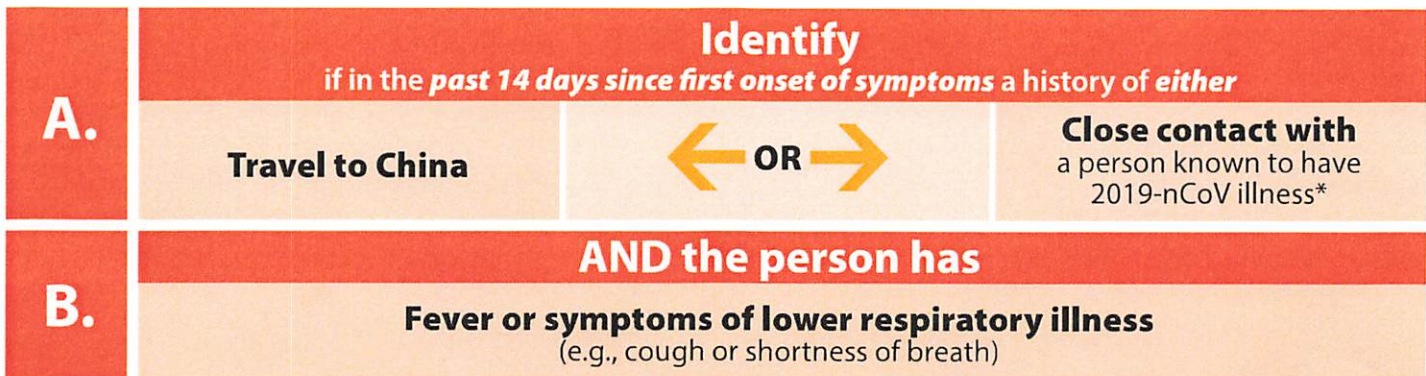 A.
Identify
if in the past 14 days since first onset of symptoms a history of either
Travel to China
OR
Close contact with
a person known to have
2019-nCoV illness*
B.
AND the person has
Fever or symptoms of lower respiratory illness
(e.g., cough or shortness of breath)